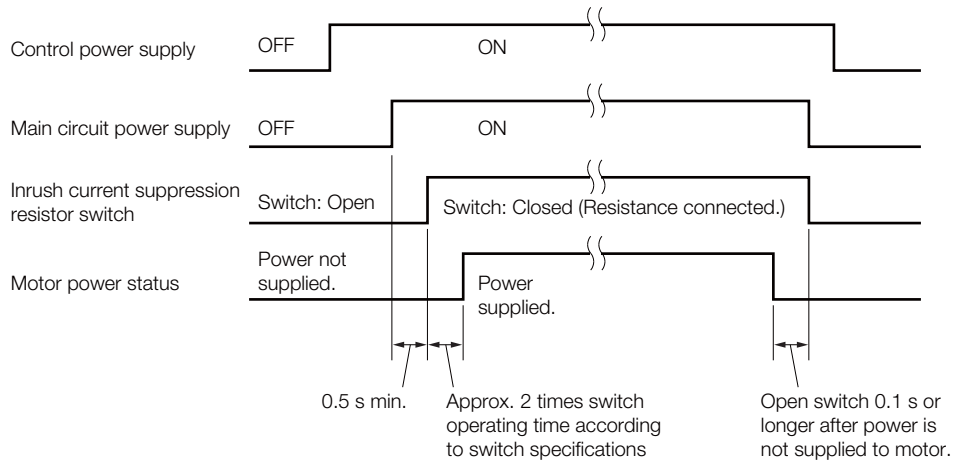 Control power supply
OFF
ON
Main circuit power supply
OFF
ON
Inrush current suppression
resistor switch
Switch: Open
Switch: Closed (Resistance connected.)
Motor power status
Power not
supplied.
Power
supplied.
0.5 s min.
Approx. 2 times switch
operating time according
to switch specifications
Open switch 0.1 s or
longer after power is
not supplied to motor.